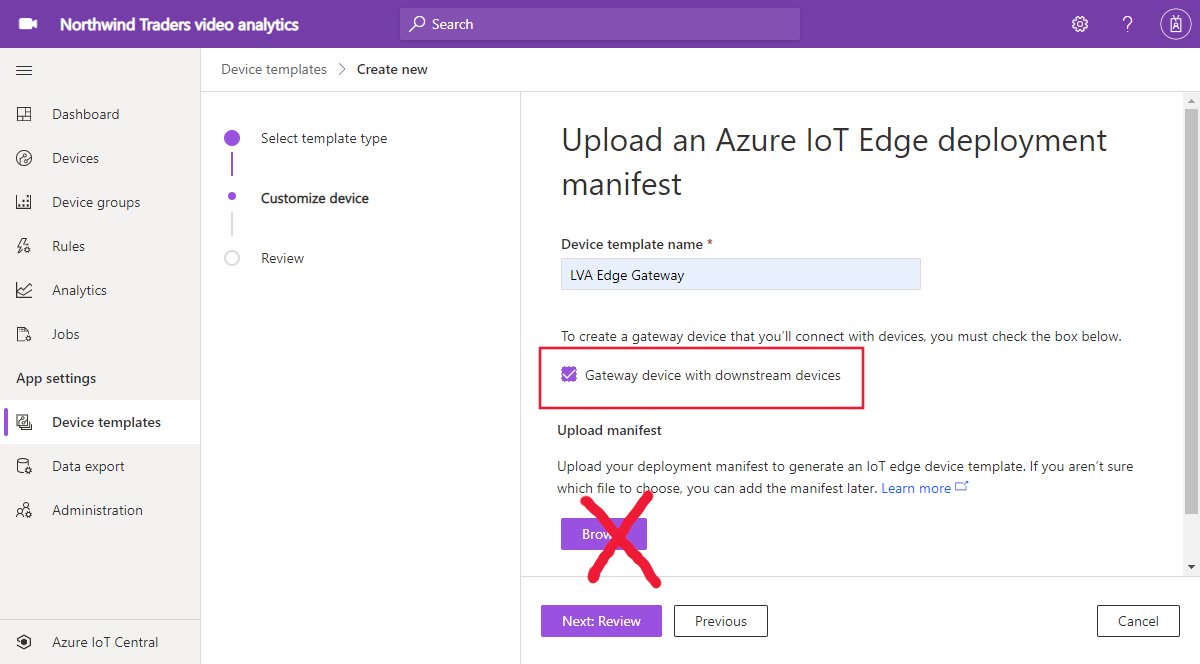 Northwind Traders video analytics
Search
?
Device templates > Create new
Dashboard
Devices
Device groups
Rules
Analytics
Jobs
App settings
Device templates
Data export
Administration
Azure IoT Central
Select template type
Customize device
Review
Upload an Azure IoT Edge deployment
manifest
Device template name *
LVA Edge Gateway
To create a gateway device that you'll connect with devices, you must check the box below.
Gateway device with downstream devices
Upload manifest
Upload your deployment manifest to generate an IoT edge device template. If you aren't sure
which file to choose, you can add the manifest later. Learn more
Next: Review
Previous
Cancel